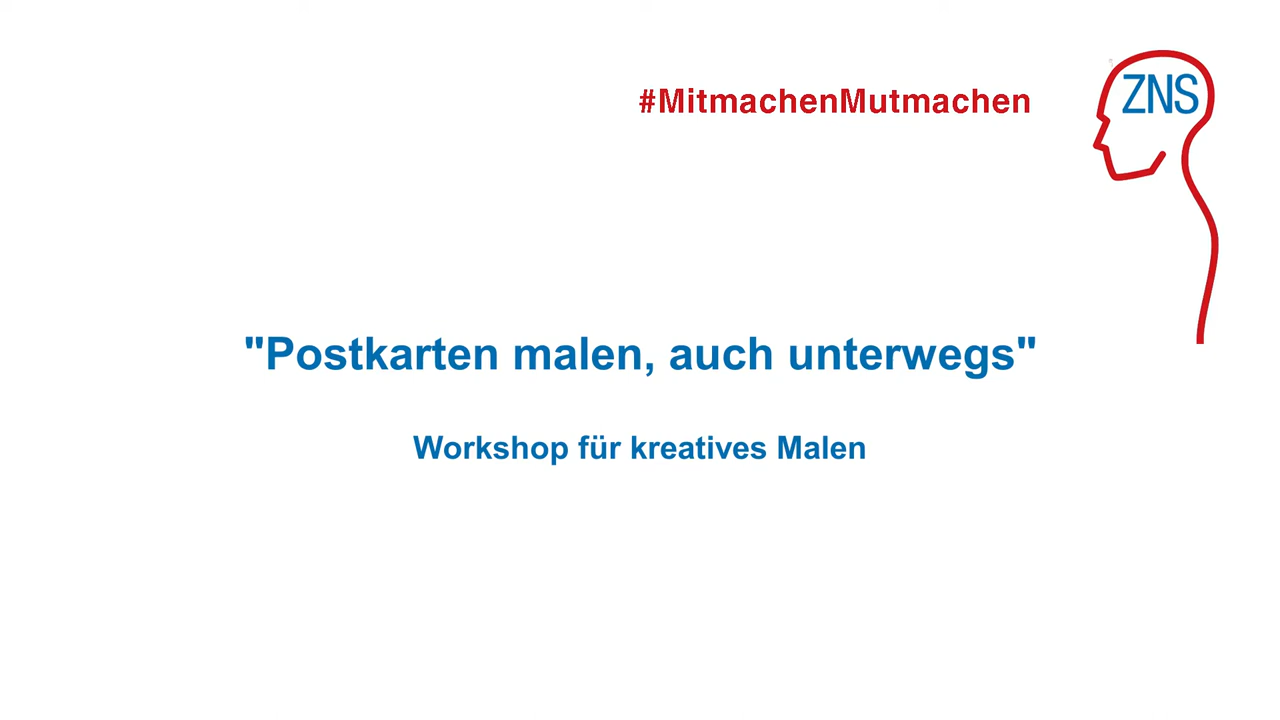 #MitmachenMutmachen
ZNS
"Postkarten malen, auch unterwegs"
Workshop für kreatives Malen